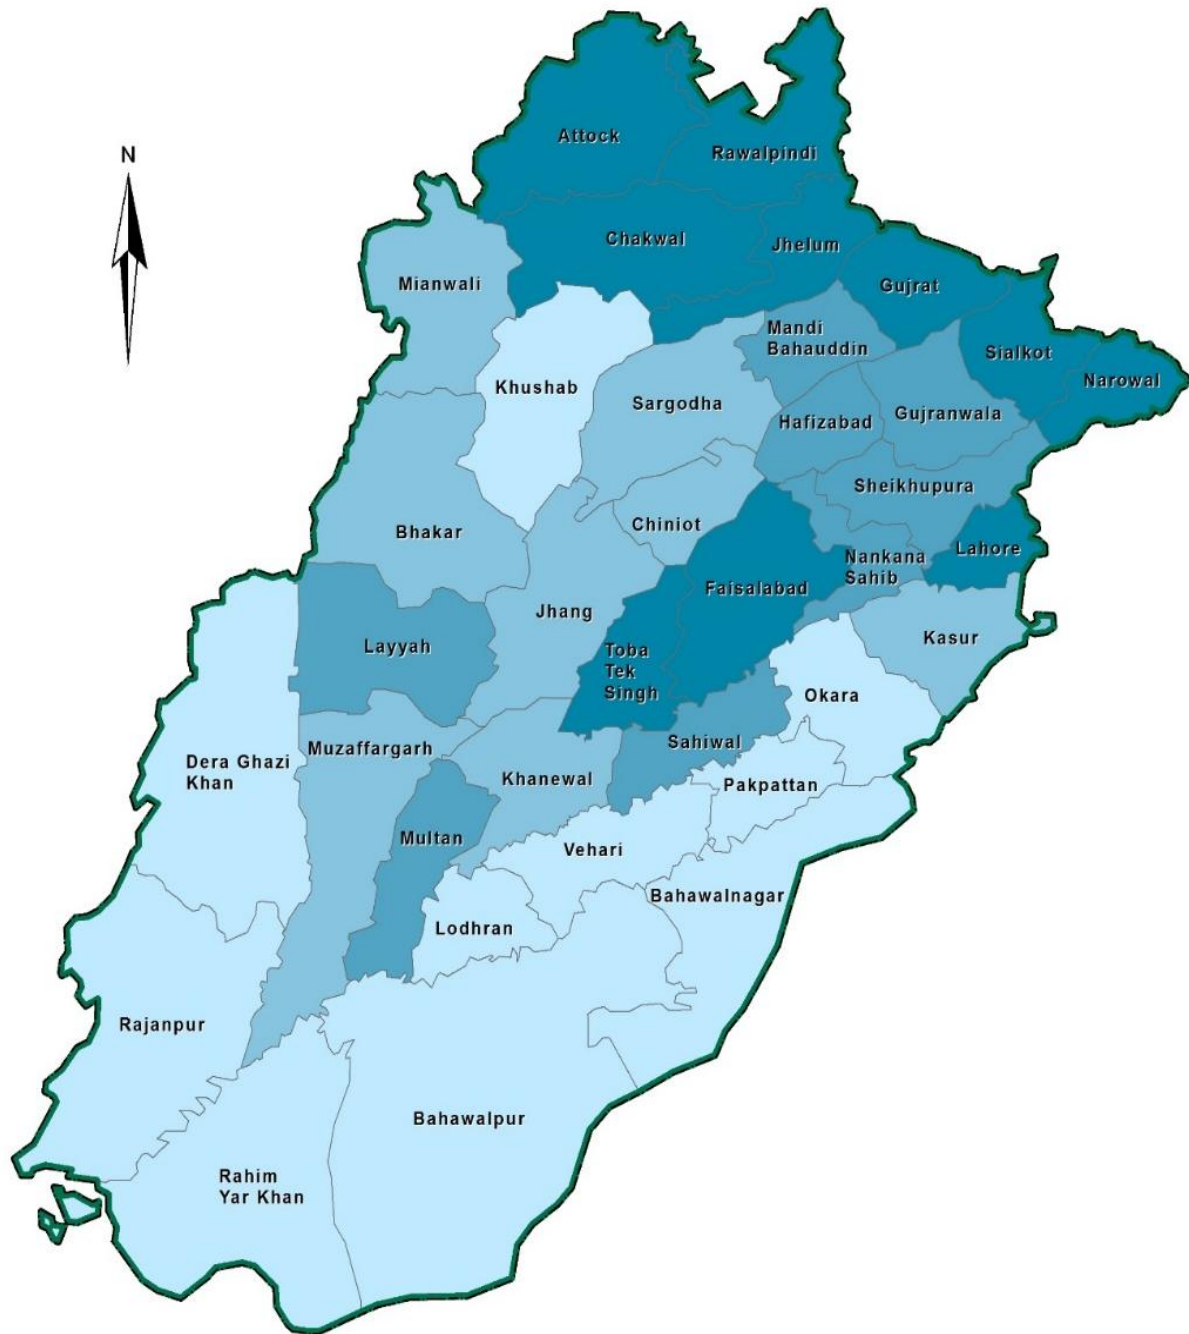 N
Attock
Rawalpindi
Chakwal
Jhelum
Mianwali
Gujrat
Mandi
Bahauddin
Sialkot
Narowal
Khushab
Sargodha
Hafizabad
Gujranwala
Sheikhupura
Bhakar
Chiniot
Lahore
Nankana
Sahib
Faisalabad
Jhang
Kasur
Layyah
Toba
Tek
Singh
Okara
Sahiwal
Muzaffargarh
Dera Ghazi
Khan
Khanewal
Pakpattan
Multan
Vehari
Bahawalnagar
Lodhran
Rajanpur
Bahawalpur
Rahim
Yar Khan